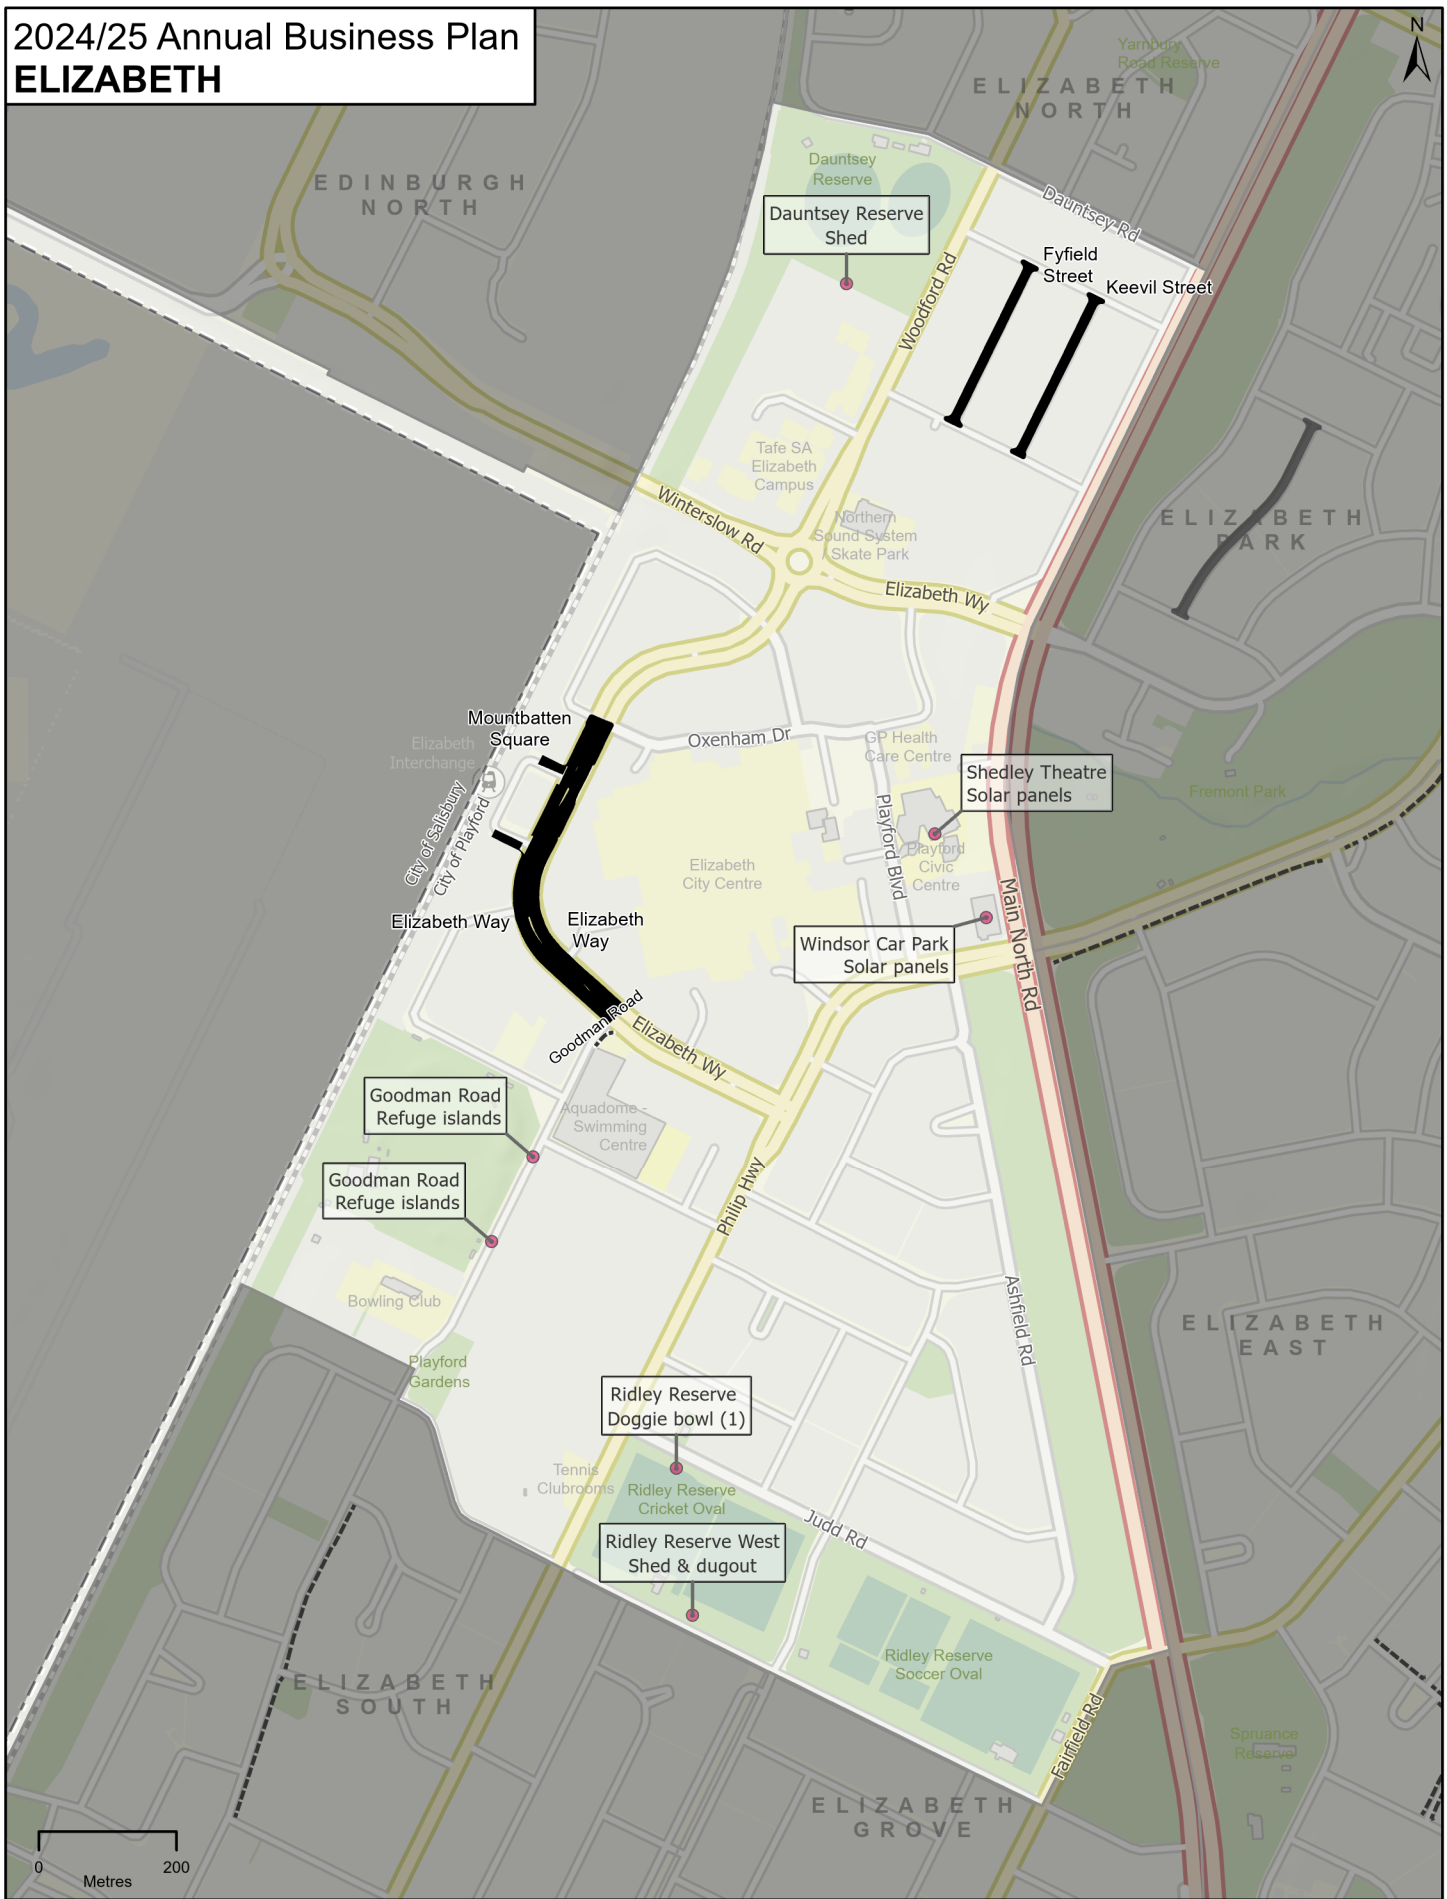 2024/25 Annual Business Plan
ELIZABETH
N
Yarnbury
Road Reserve
ELIZABETH
NORTH
EDINBURGH
NORTH
Dauntsey
Reserve
Dauntsey Rd
Dauntsey Reserve
Shed
Fyfield
Street
Keevil Street
Woodford Rd
Tafe SA
Elizabeth
Campus
Winterslow Rd
Northern
Sound System
/Skate Park
ELIZABETH
PARK
Elizabeth Wy
Mountbatten
Square
Elizabeth
Interchange
Oxenham Dr
GP Health
Care Centre
Shedley Theatre
Solar panels
Fremont Park
City of Salisbury
City of Playford
Playford Blvd
Playford
Civic
Centre
Elizabeth
City Centre
Main North Rd
Elizabeth Way
Elizabeth
Way
Windsor Car Park
Solar panels
Goodman Road
Elizabeth Wy
Goodman Road
Refuge islands
Aquadome -
Swimming
Centre
Goodman Road
Refuge islands
Philip Hwy
Bowling Club
Ashfield Rd
ELIZABETH
EAST
Playford
Gardens
Ridley Reserve
Doggie bowl (1)
Tennis
Clubrooms
Ridley Reserve
Cricket Oval
Judd Rd
Ridley Reserve West
Shed & dugout
Ridley Reserve
Soccer Oval
ELIZABETH
SOUTH
Fairfield Rd
Spruance
Reserve
ELIZABETH
GROVE
0 200
Metres